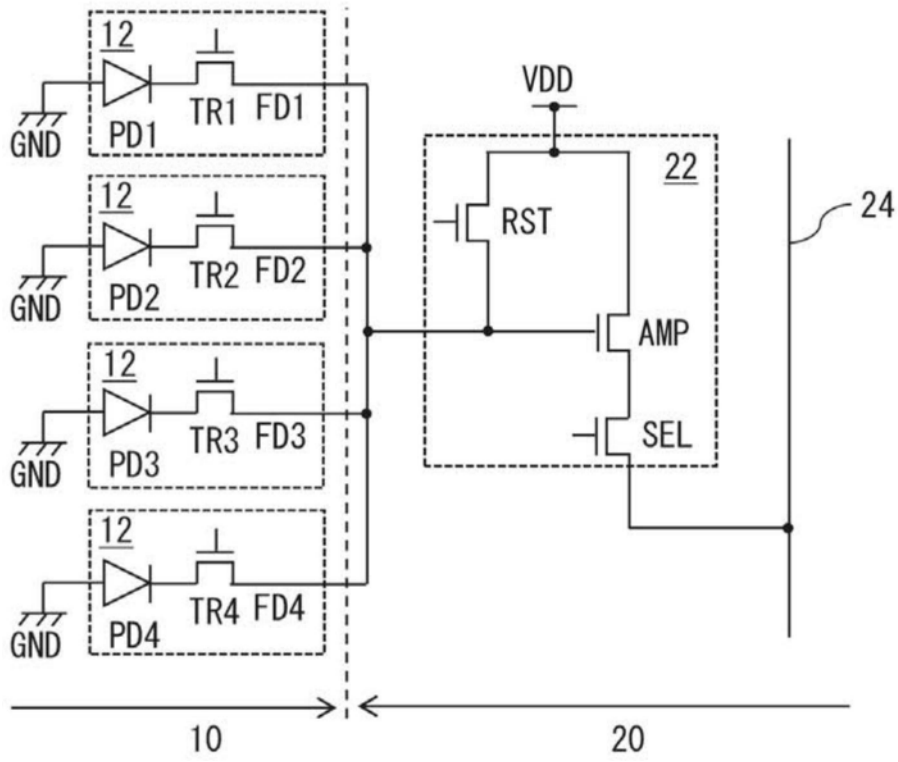 12
GND
PD1
TR1
FD1
12
GND
PD2
TR2
FD2
12
GND
PD3
TR3
FD3
12
GND
PD4
TR4
FD4
VDD
22
RST
AMP
SEL
24
10
20